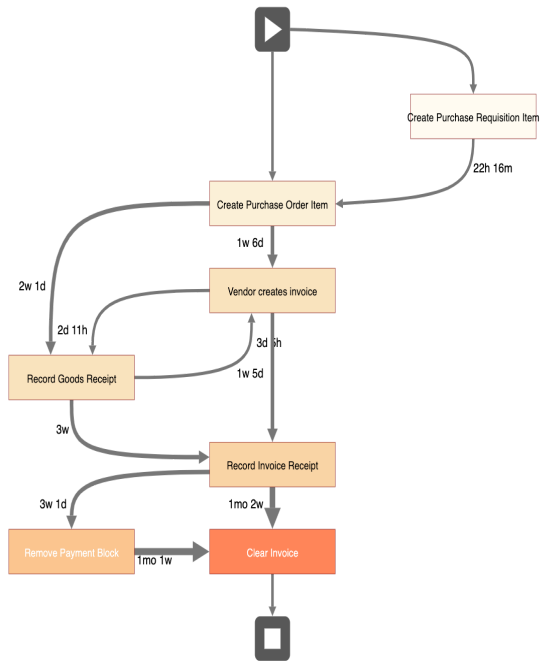 Create Purchase Requisition Item
22h 16m
Create Purchase Order Item
1w 6d
2w 1d
Vendor creates invoice
2d 11h
3d 5h
1w 5d
Record Goods Receipt
3w
Record Invoice Receipt
3w 1d
1mo 2w
Remove Payment Block
1mo 1w
Clear Invoice